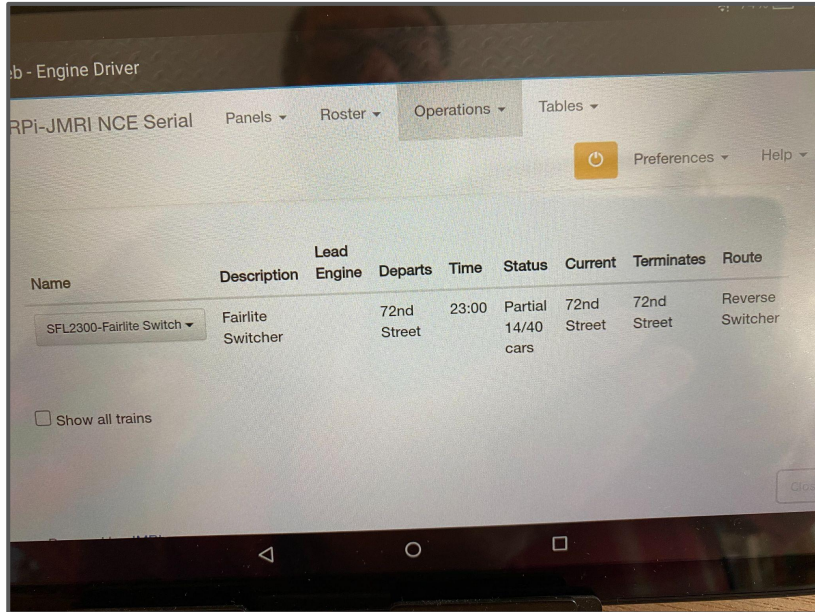 - Engine Driver
RPi-JMRI NCE Serial
Panels
Roster
Operations
Tables
Preferences
Help
Name
Description
Lead Engine
Departs
Time
Status
Current
Terminates
Route
SFL2300-Fairlite Switch
Fairlite
Switcher
72nd
Street
23:00
Partial
14/40
cars
72nd
Street
72nd
Street
Reverse
Switcher
Show all trains